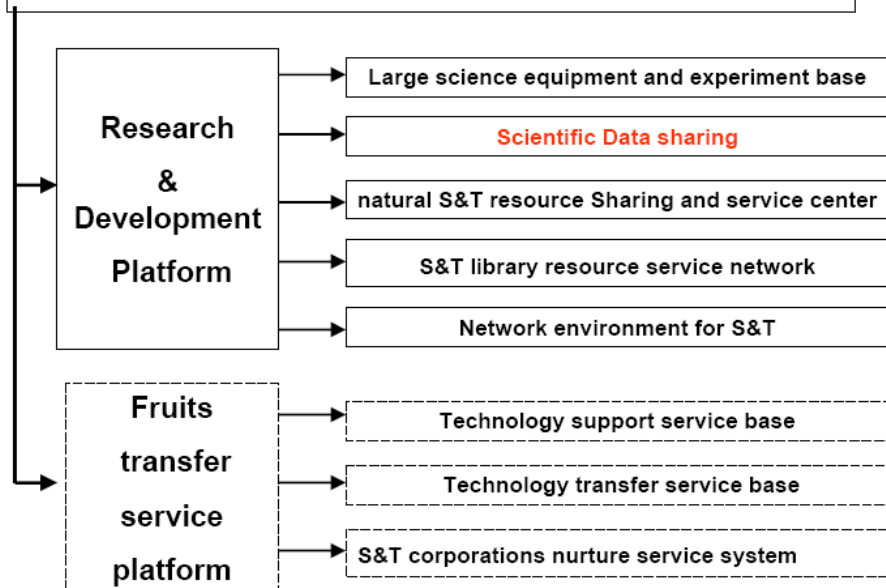 Research
&
Development
Platform
Large science equipment and experiment base
Scientific Data sharing
natural S&T resource Sharing and service center
S&T library resource service network
Network environment for S&T
Fruits
transfer
service
platform
Technology support service base
Technology transfer service base
S&T corporations nurture service system